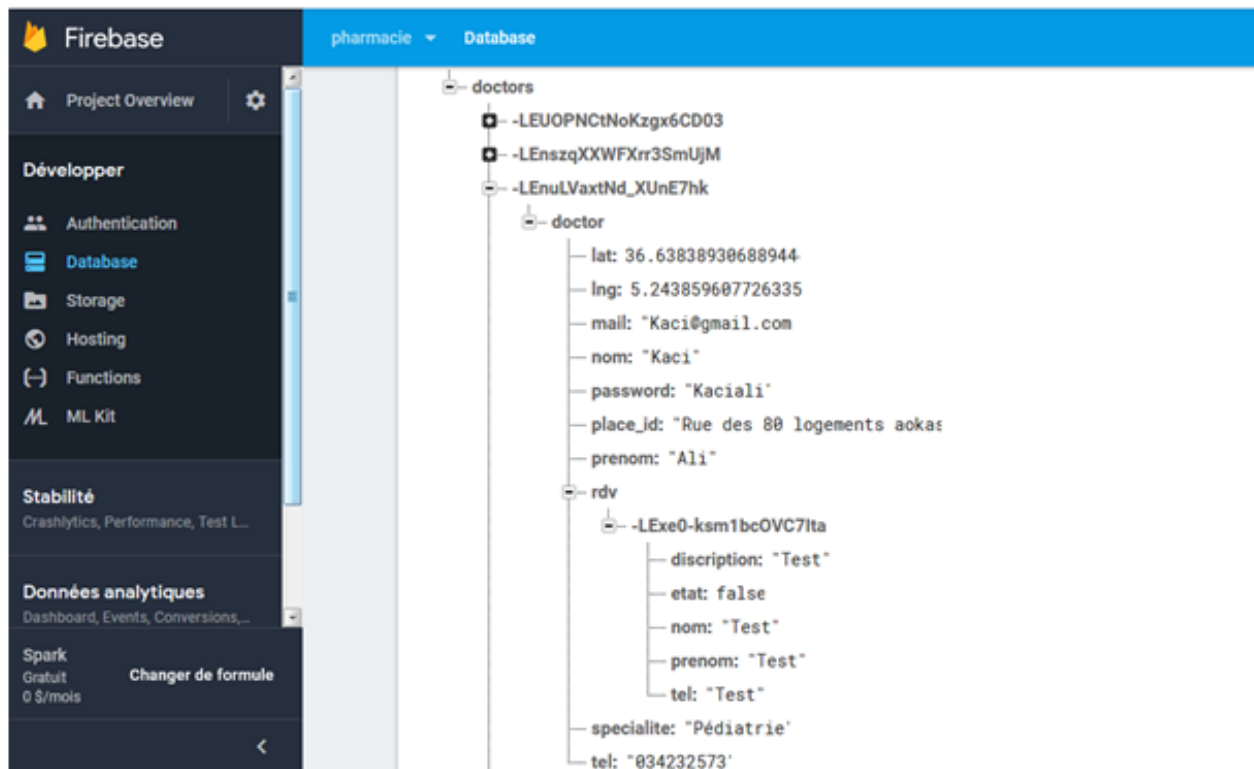 Firebase
pharmacie Database
Project Overview
Développer
Authentication
Database
Storage
Hosting
Functions
ML Kit
Stabilité
Crashlytics, Performance, Test L...
Données analytiques
Dashboard, Events, Conversions,...
Spark
Gratuit
0 $/mois
Changer de formule
doctors
-LEUOPNCtNoKzgx6CD03
-LEnszqXXWFXrr3SmUjM
-LEnuLVaxtNd_XUnE7hk
doctor
lat: 36.63838930688944
lng: 5.243859607726335
mail: "Kaci@gmail.com
nom: "Kaci"
password: "Kaciali'
place_id: "Rue des 80 logements aokas
prenom: "Ali"
rdv
-LExe0-ksm1bcOVC7Ita
discription: "Test"
etat: false
nom: "Test"
prenom: "Test"
tel: "Test"
specialite: "Pédiatrie'
tel: "034232573'